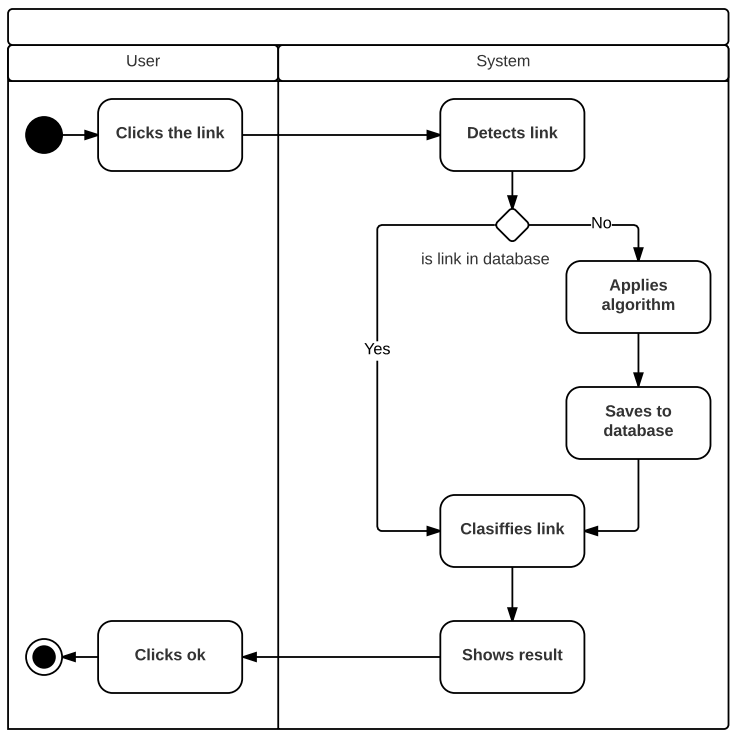 User
System
Clicks the link
Detects link
No
is link in database
Applies
algorithm
Yes
Saves to
database
Clasiffies link
Clicks ok
Shows result